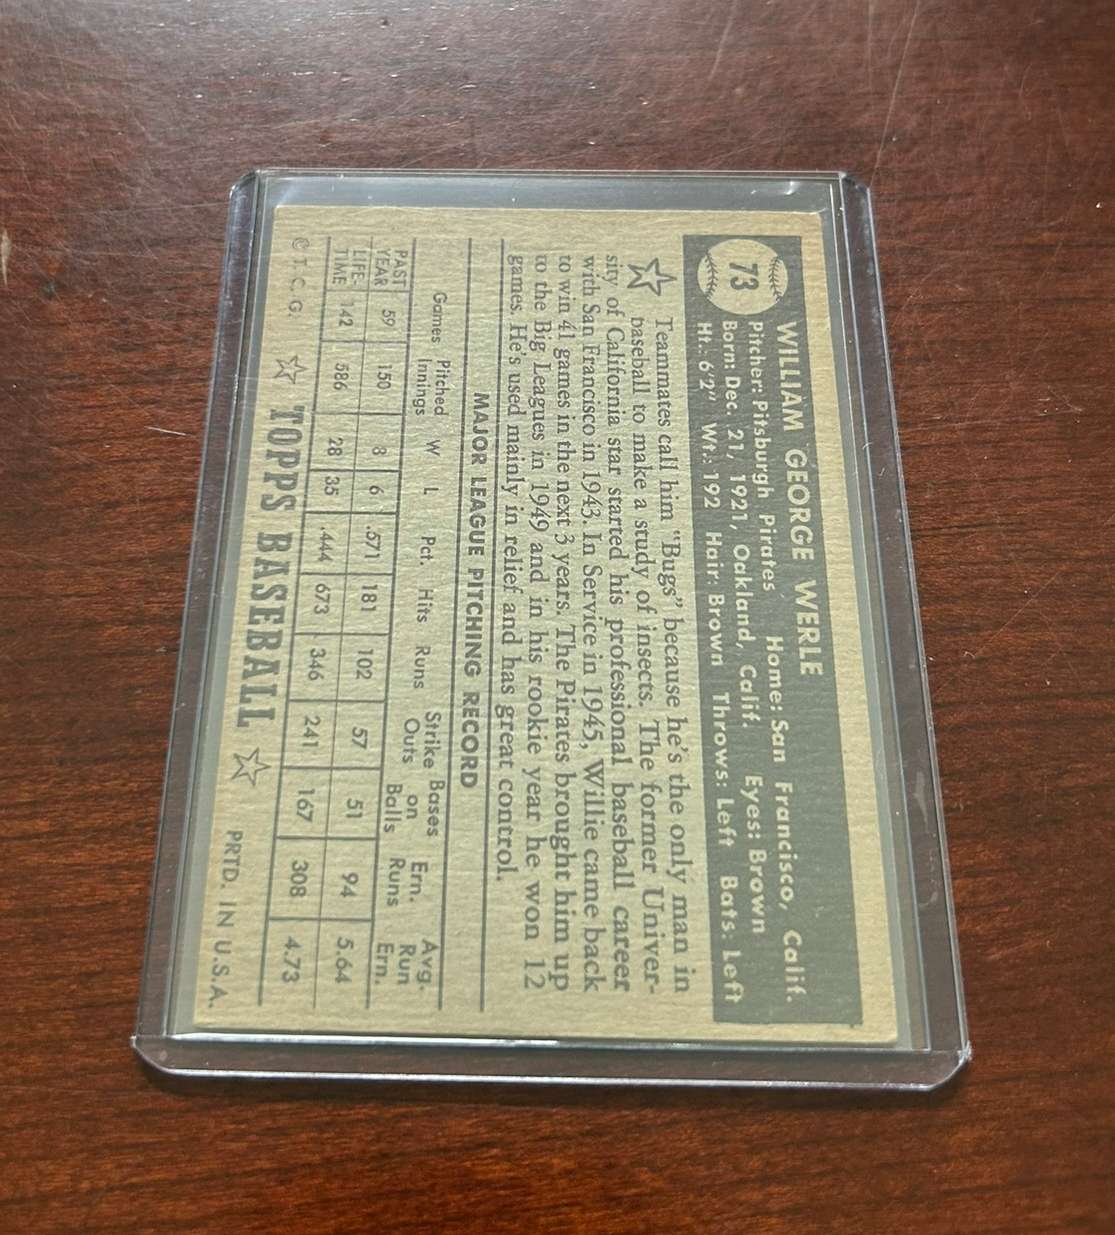 73
WILLIAM GEORGE WERLE
Pitcher: Pitsburgh Pirates Home: San Francisco, Calif.
Born: Dec. 21, 1921, Oakland, Calif. Eyes: Brown
Ht.: 6'2" Wt.: 192 Hair: Brown Throws: Left Bats: Left
Teammates call him "Bugs" because he's the only man in
baseball to make a study of insects. The former Univer-
sity of California star started his professional baseball career
with San Francisco in 1943. In Service in 1945, Willie came back
to win 41 games in the next 3 years. The Pirates brought him up
to the Big Leagues in 1949 and in his rookie year he won 12
games. He's used mainly in relief and has great control.
MAJOR LEAGUE PITCHING RECORD
Games Pitched Innings W L Pct. Hits Runs Strike Outs Bases on Balls Ern. Runs Avg. Run Ern.
PAST YEAR 59 150 8 6 .571 181 102 57 51 94 5.64
LIFE-TIME 142 586 28 35 .444 673 346 241 167 308 4.73
© T. C. G. TOPPS BASEBALL PRTD. IN U.S.A.